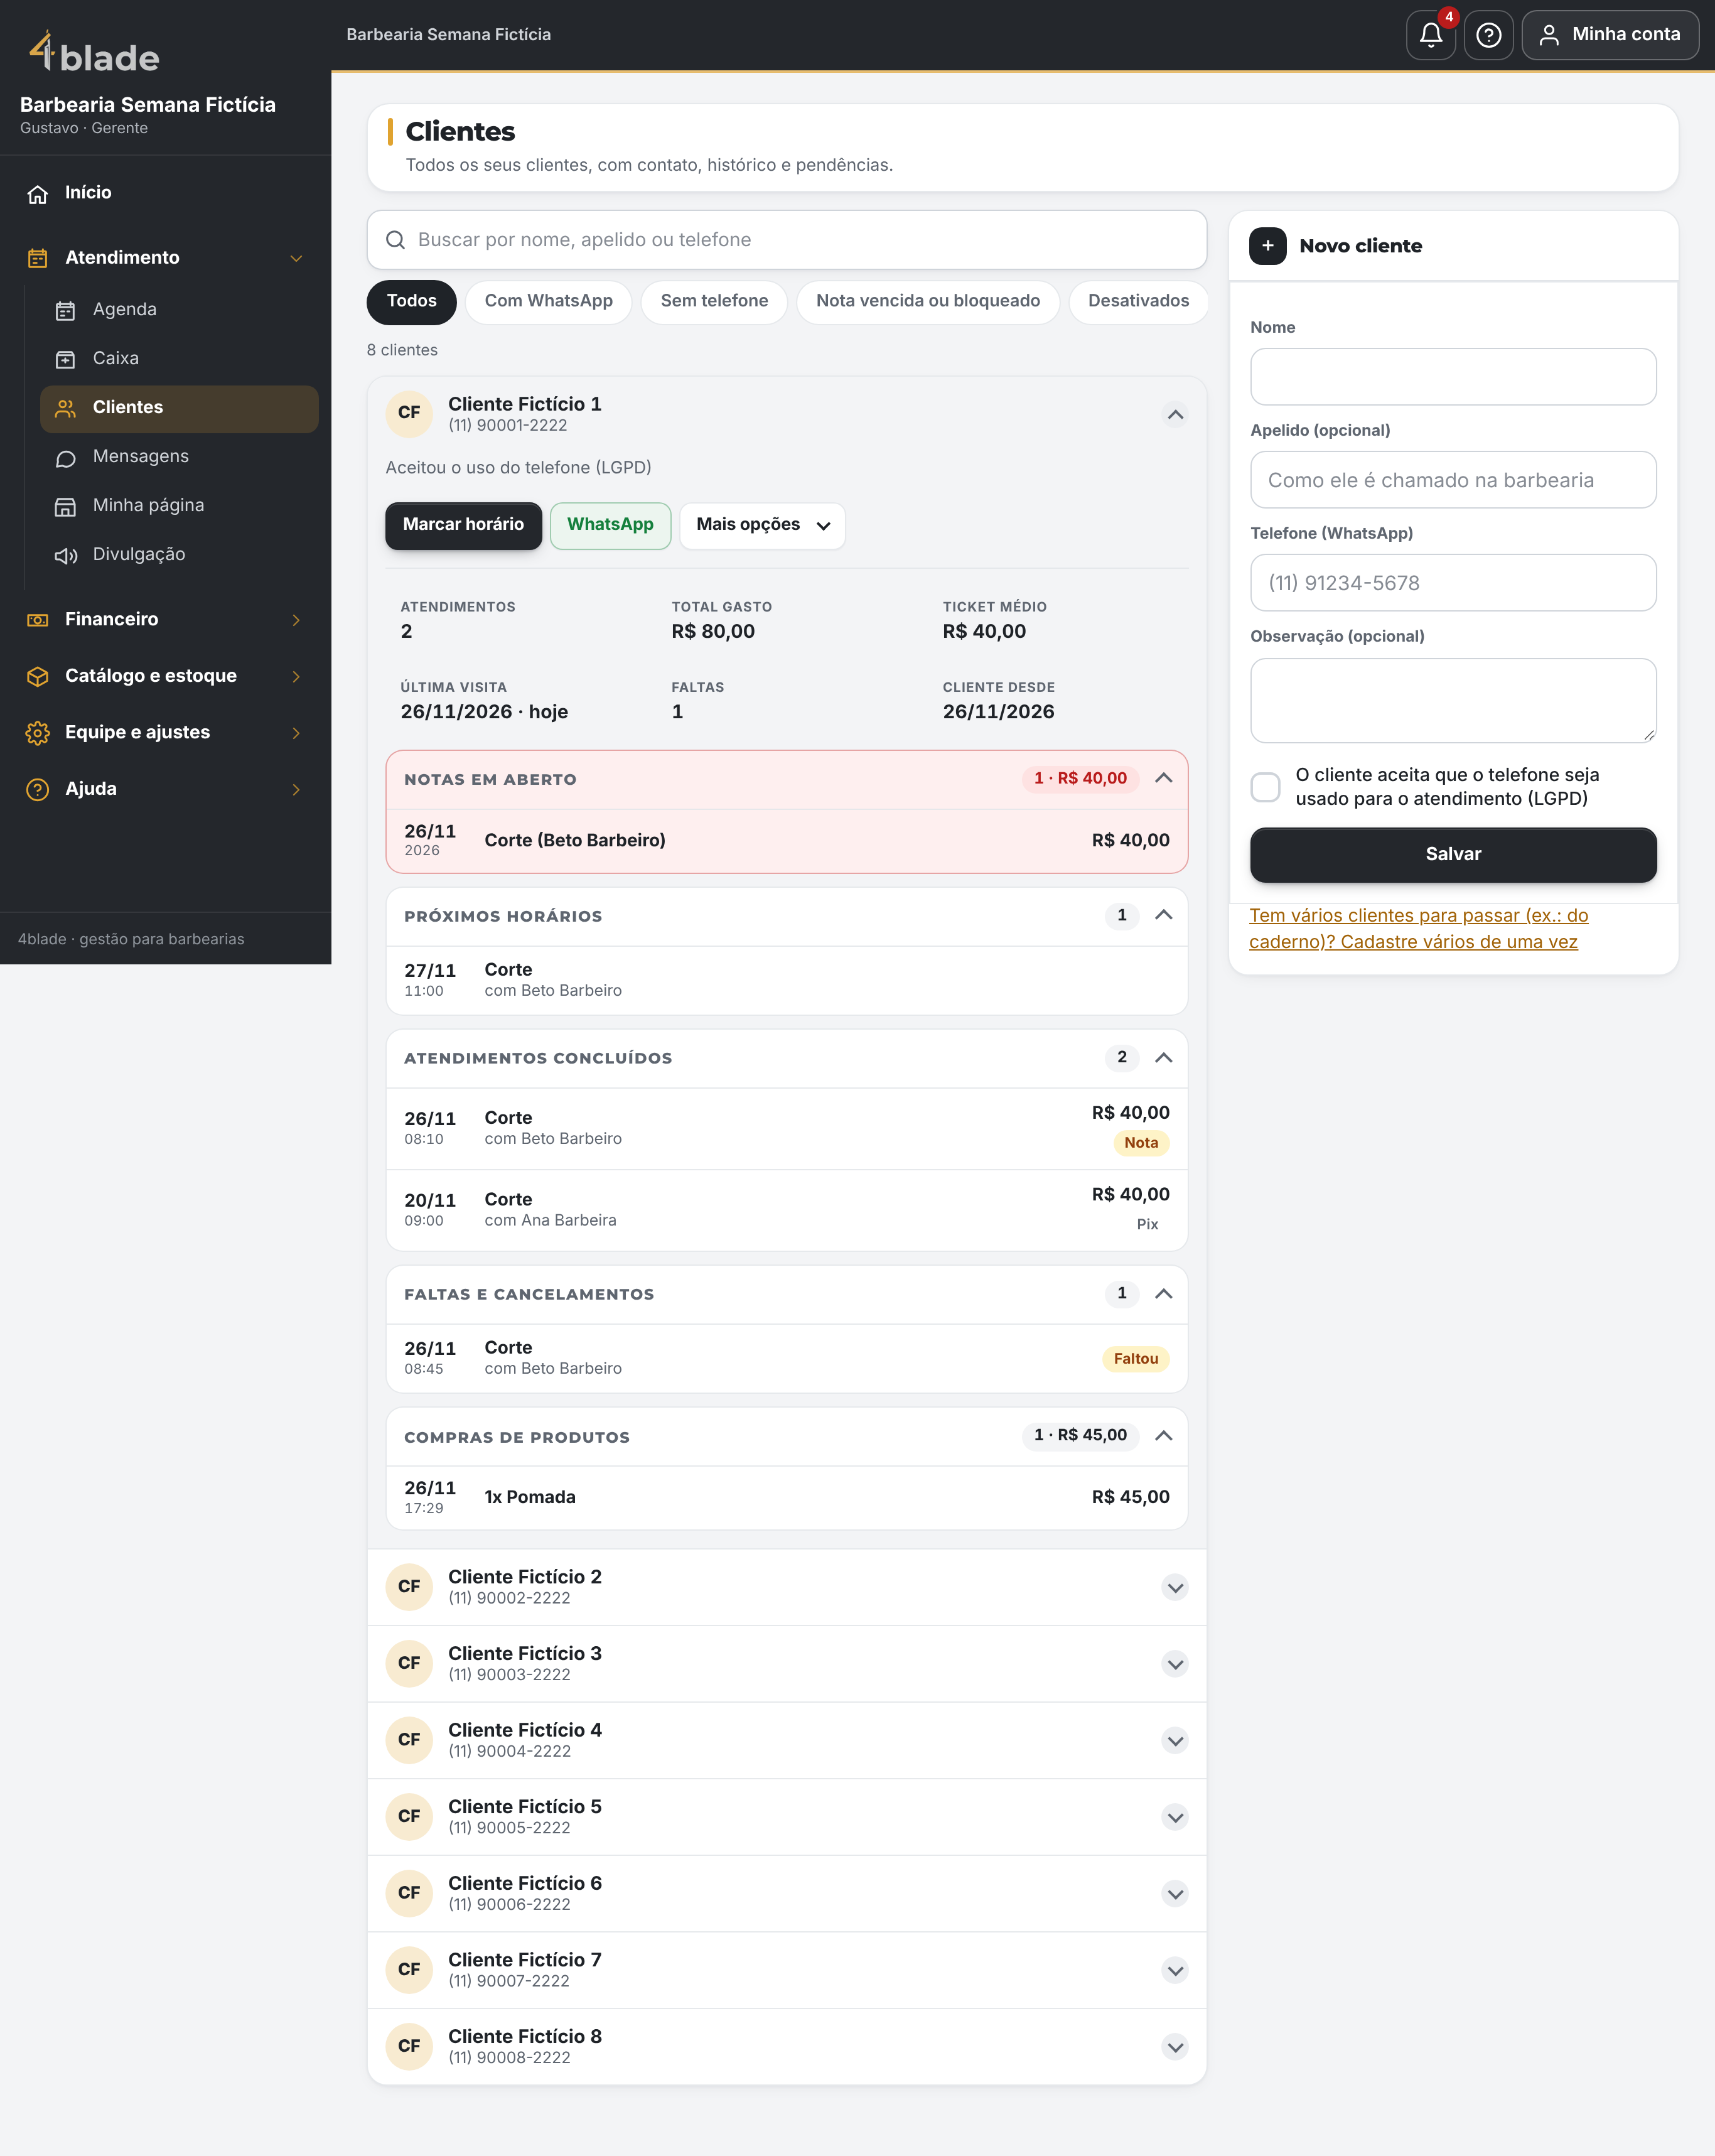 4blade
Barbearia Semana Fictícia
Gustavo · Gerente
Início
Atendimento
Agenda
Caixa
Clientes
Mensagens
Minha página
Divulgação
Financeiro
Catálogo e estoque
Equipe e ajustes
Ajuda
4blade · gestão para barbearias
Barbearia Semana Fictícia
4
Minha conta
Clientes
Todos os seus clientes, com contato, histórico e pendências.
Buscar por nome, apelido ou telefone
Todos
Com WhatsApp
Sem telefone
Nota vencida ou bloqueado
Desativados
8 clientes
CF
Cliente Fictício 1
(11) 90001-2222
Aceitou o uso do telefone (LGPD)
Marcar horário
WhatsApp
Mais opções
ATENDIMENTOS
2
TOTAL GASTO
R$ 80,00
TICKET MÉDIO
R$ 40,00
ÚLTIMA VISITA
26/11/2026 · hoje
FALTAS
1
CLIENTE DESDE
26/11/2026
NOTAS EM ABERTO
1 · R$ 40,00
26/11
2026
Corte (Beto Barbeiro)
R$ 40,00
PRÓXIMOS HORÁRIOS
1
27/11
11:00
Corte
com Beto Barbeiro
ATENDIMENTOS CONCLUÍDOS
2
26/11
08:10
Corte
com Beto Barbeiro
R$ 40,00
Nota
20/11
09:00
Corte
com Ana Barbeira
R$ 40,00
Pix
FALTAS E CANCELAMENTOS
1
26/11
08:45
Corte
com Beto Barbeiro
Faltou
COMPRAS DE PRODUTOS
1 · R$ 45,00
26/11
17:29
1x Pomada
R$ 45,00
CF
Cliente Fictício 2
(11) 90002-2222
CF
Cliente Fictício 3
(11) 90003-2222
CF
Cliente Fictício 4
(11) 90004-2222
CF
Cliente Fictício 5
(11) 90005-2222
CF
Cliente Fictício 6
(11) 90006-2222
CF
Cliente Fictício 7
(11) 90007-2222
CF
Cliente Fictício 8
(11) 90008-2222
+ Novo cliente
Nome
Apelido (opcional)
Como ele é chamado na barbearia
Telefone (WhatsApp)
(11) 91234-5678
Observação (opcional)
O cliente aceita que o telefone seja
usado para o atendimento (LGPD)
Salvar
Tem vários clientes para passar (ex.: do
caderno)? Cadastre vários de uma vez